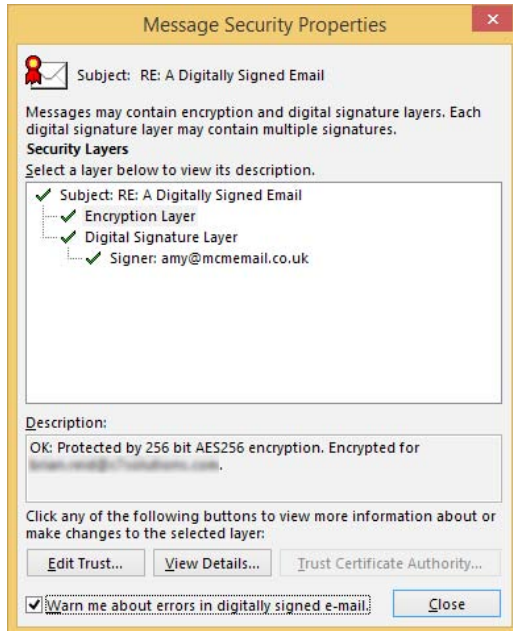 Message Security Properties
Subject: RE: A Digitally Signed Email
Messages may contain encryption and digital signature layers. Each
digital signature layer may contain multiple signatures.
Security Layers
Select a layer below to view its description.
Subject: RE: A Digitally Signed Email
Encryption Layer
Digital Signature Layer
Signer: amy@mcmemail.co.uk
Description:
OK: Protected by 256 bit AES256 encryption. Encrypted for
.
Click any of the following buttons to view more information about or
make changes to the selected layer:
Edit Trust... View Details... Trust Certificate Authority...
Warn me about errors in digitally signed e-mail. Close